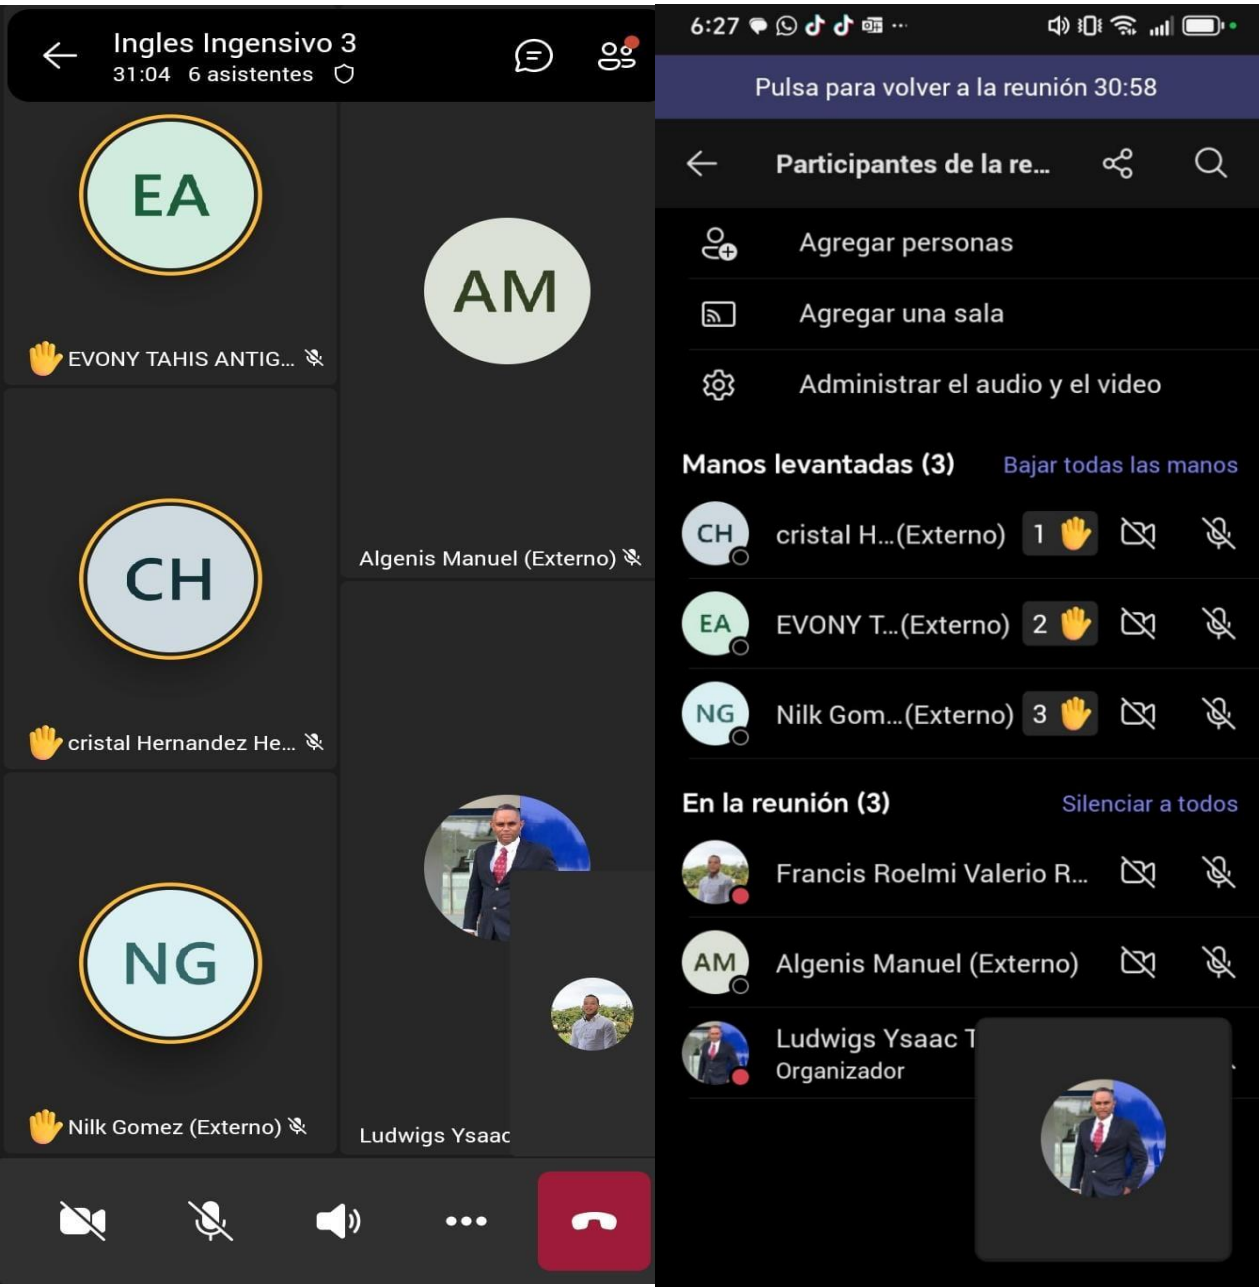 Ingles Ingensivo 3
31:04 6 asistentes
EA
EVONY TAHIS ANTIG...
AM
Algenis Manuel (Externo)
CH
cristal Hernandez He...
NG
Nilk Gomez (Externo)
Ludwigs Ysaac
6:27
Pulsa para volver a la reunión 30:58
Participantes de la re...
Agregar personas
Agregar una sala
Administrar el audio y el video
Manos levantadas (3) Bajar todas las manos
CH cristal H...(Externo) 1
EA EVONY T...(Externo) 2
NG Nilk Gom...(Externo) 3
En la reunión (3) Silenciar a todos
Francis Roelmi Valerio R...
AM Algenis Manuel (Externo)
Ludwigs Ysaac T
Organizador